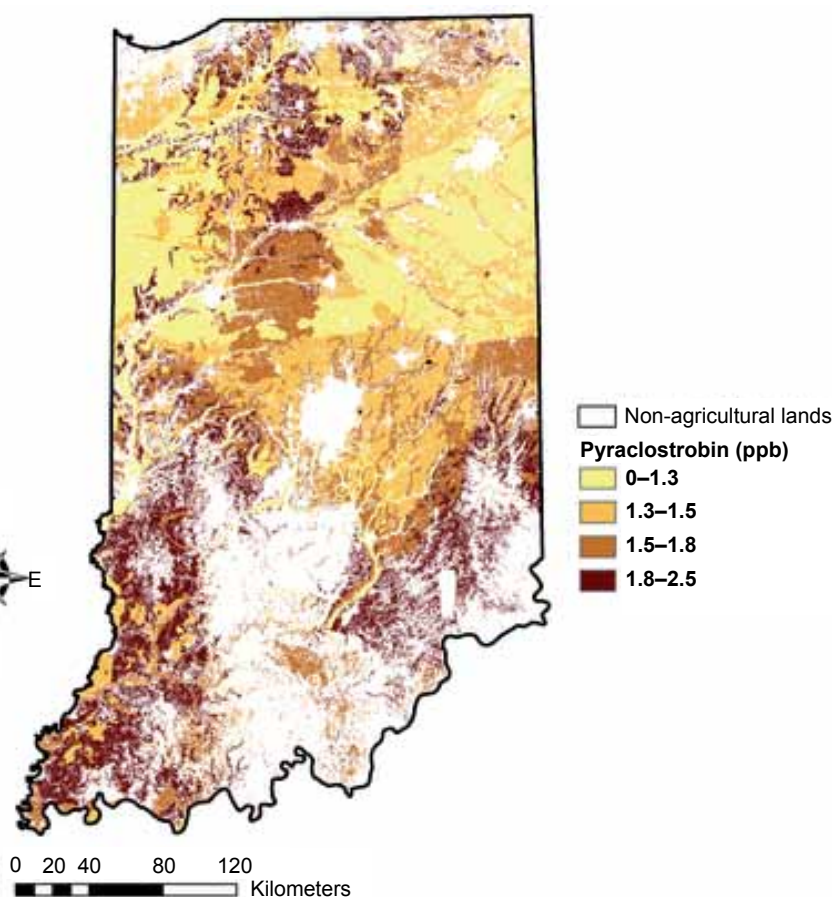 Non-agricultural lands
Pyraclostrobin (ppb)
0–1.3
1.3–1.5
1.5–1.8
1.8–2.5
E
0 20 40 80 120
Kilometers